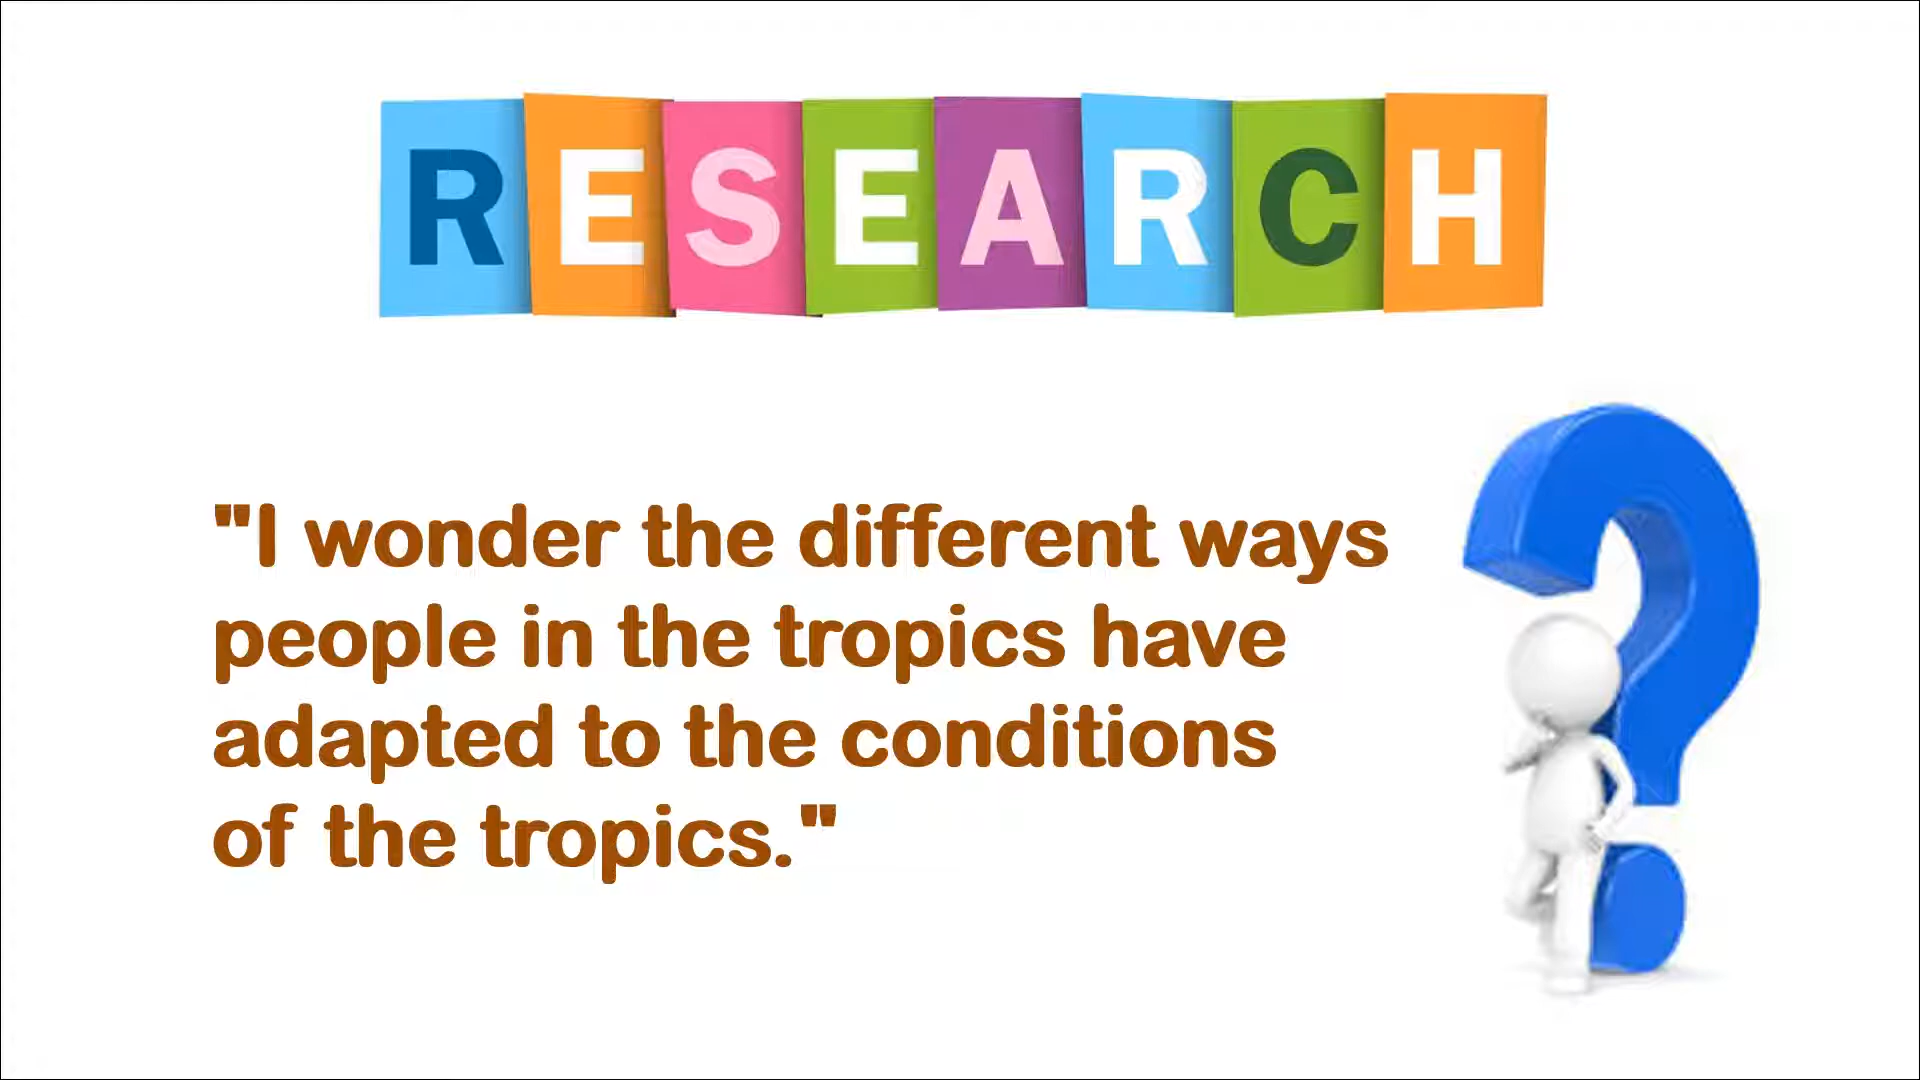 RESEARCH
"I wonder the different ways
people in the tropics have
adapted to the conditions
of the tropics."